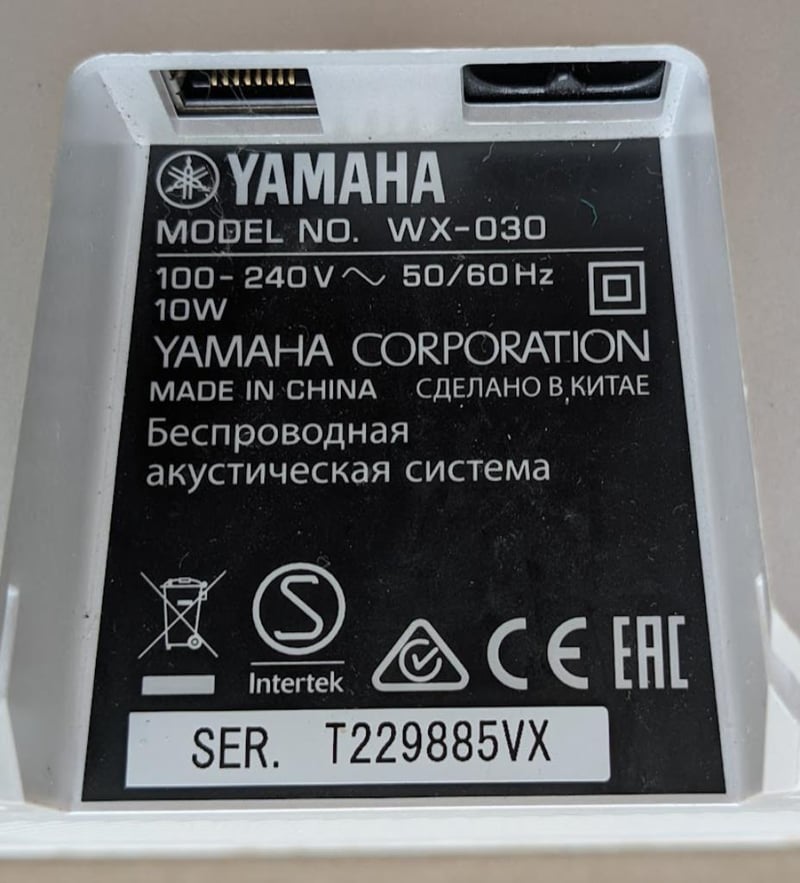 YAMAHA
MODEL NO. WX-030
100-240V~ 50/60Hz
10W
YAMAHA CORPORATION
MADE IN CHINA СДЕЛАНО В КИТАЕ
Беспроводная
акустическая система
S
Intertek
CE EAC
SER. T229885VX